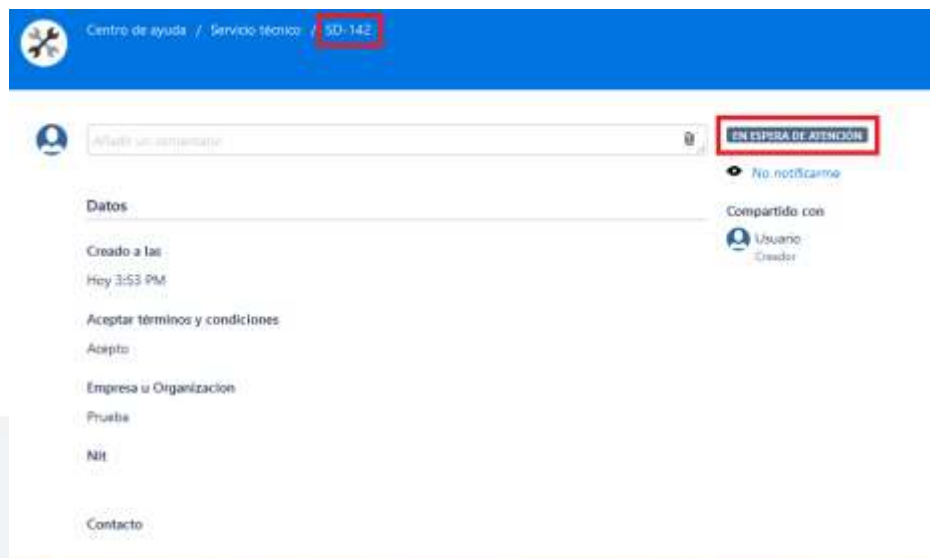 Centro de ayuda / Servicio técnico / SD-142
Añadir un comentario
EN ESPERA DE ATENCIÓN
No notificarme
Datos
Compartido con
Usuario
Creador
Creado a las
Hoy 3:53 PM
Aceptar términos y condiciones
Acepto
Empresa u Organizacion
Prueba
Nit
Contacto